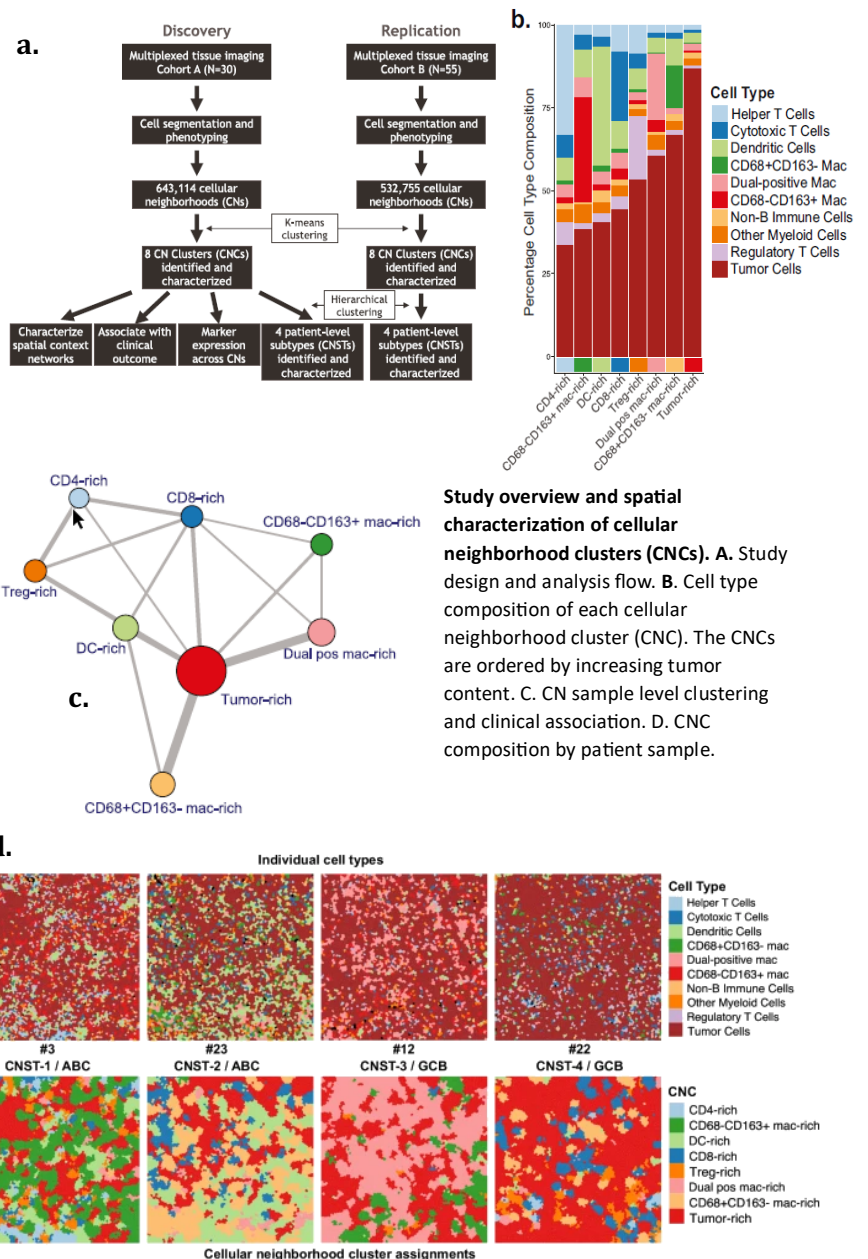 a.
Discovery
Replication
Multiplexed tissue imaging
Cohort A (N=30)
Multiplexed tissue imaging
Cohort B (N=55)
Cell segmentation and
phenotyping
Cell segmentation and
phenotyping
643,114 cellular
neighborhoods (CNs)
532,755 cellular
neighborhoods (CNs)
K-means
clustering
8 CN Clusters (CNCs)
identified and
characterized
8 CN Clusters (CNCs)
identified and
characterized
Hierarchical
clustering
Characterize
spatial context
networks
Associate with
clinical
outcome
Marker
expression
across CNs
4 patient-level
subtypes (CNSTs)
identified and
characterized
4 patient-level
subtypes (CNSTs)
identified and
characterized
b.
Percentage Cell Type Composition
100
75
50
25
0
CD4-rich
CD68-CD163+ mac-rich
DC-rich
CD8-rich
Treg-rich
Dual pos mac-rich
CD68+CD163- mac-rich
Tumor-rich
Cell Type
Helper T Cells
Cytotoxic T Cells
Dendritic Cells
CD68+CD163- Mac
Dual-positive Mac
CD68-CD163+ Mac
Non-B Immune Cells
Other Myeloid Cells
Regulatory T Cells
Tumor Cells
CD4-rich
CD8-rich
CD68-CD163+ mac-rich
Treg-rich
DC-rich
Dual pos mac-rich
Tumor-rich
c.
CD68+CD163- mac-rich
Study overview and spatial
characterization of cellular
neighborhood clusters (CNCs). A. Study
design and analysis flow. B. Cell type
composition of each cellular
neighborhood cluster (CNC). The CNCs
are ordered by increasing tumor
content. C. CN sample level clustering
and clinical association. D. CNC
composition by patient sample.
d.
Individual cell types
Cell Type
Helper T Cells
Cytotoxic T Cells
Dendritic Cells
CD68+CD163- mac
Dual-positive mac
CD68-CD163+ mac
Non-B Immune Cells
Other Myeloid Cells
Regulatory T Cells
Tumor Cells
#3
#23
#12
#22
CNST-1 / ABC
CNST-2 / ABC
CNST-3 / GCB
CNST-4 / GCB
CNC
CD4-rich
CD68-CD163+ mac-rich
DC-rich
CD8-rich
Treg-rich
Dual pos mac-rich
CD68+CD163- mac-rich
Tumor-rich
Cellular neighborhood cluster assignments